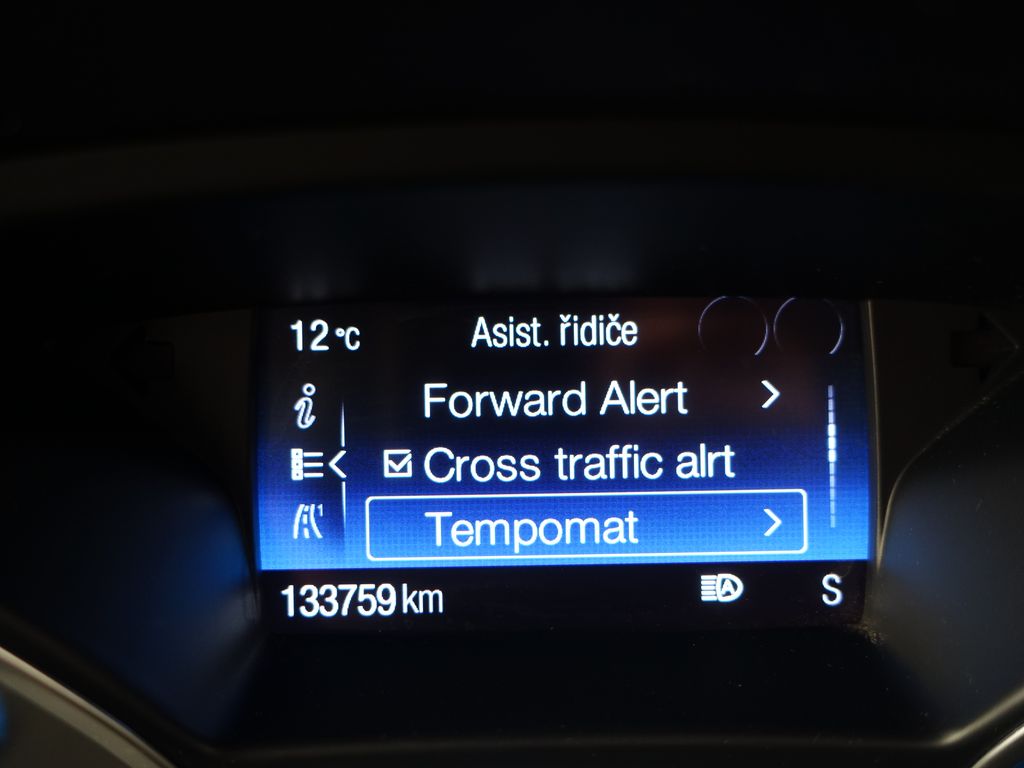 12 °C Asist. řidiče
Forward Alert
Cross traffic alrt
Tempomat
133759 km S